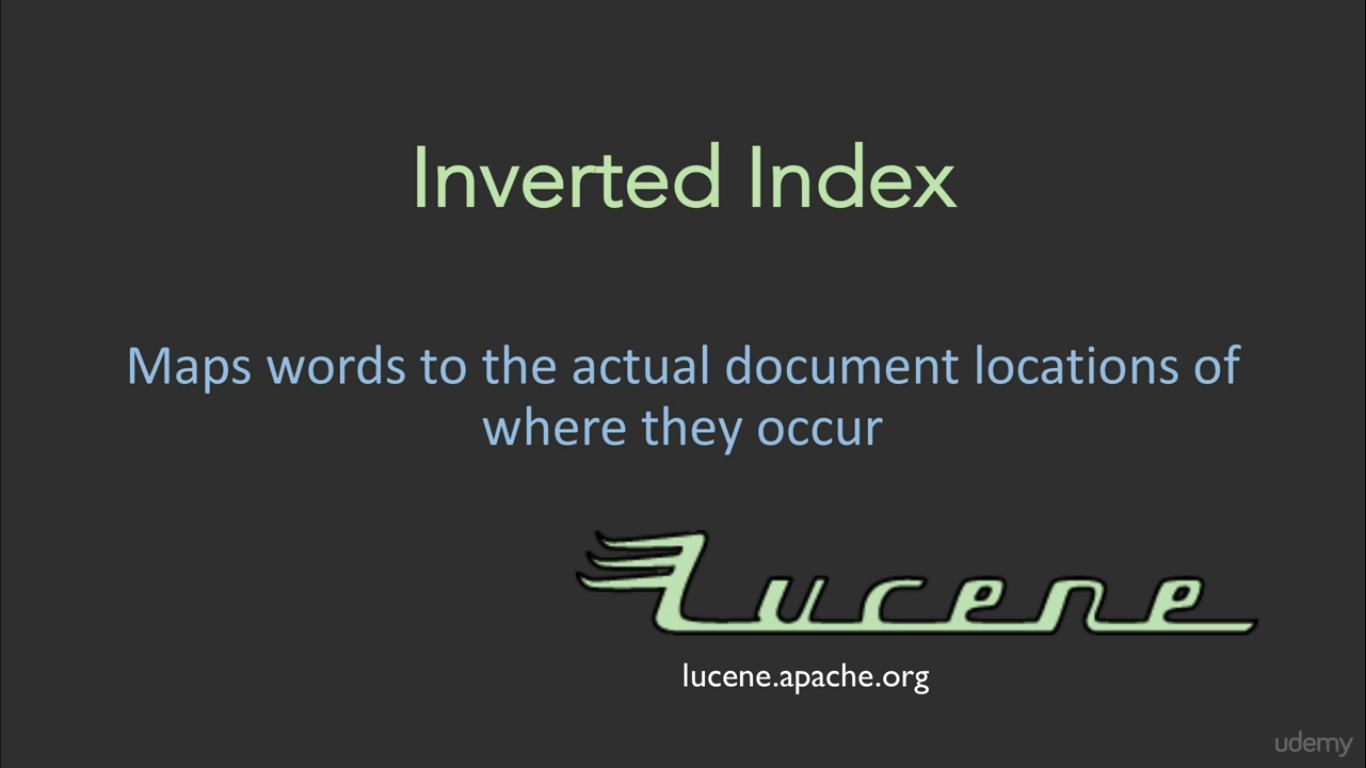 Inverted Index
Maps words to the actual document locations of
where they occur
Lucene
lucene.apache.org
udemy